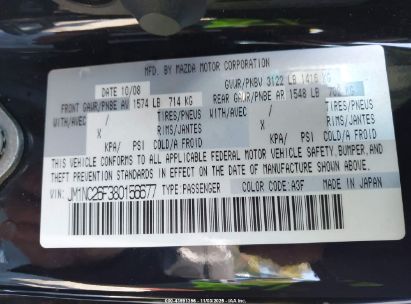 MFD. BY MAZDA MOTOR CORPORATION
DATE 10/08 GVWR/PNBV 3122 LB 1416 KG
FRONT GAWR/PNBE AV 1574 LB 714 KG REAR GAWR/PNBE AR 1548 LB KG
WITH/AVEC / TIRES/PNEUS WITH/AVEC / TIRES/PNEUS
X RIMS/JANTES X RIMS/JANTES
KPA/ PSI COLD/A FROID KPA/ PSI COLD/A FROID
THIS VEHICLE CONFORMS TO ALL APPLICABLE FEDERAL MOTOR VEHICLE SAFETY, BUMPER, AND
THEFT PREVENTION STANDARDS IN EFFECT ON THE DATE OF MANUFACTURE SHOWN ABOVE.
TYPE PASSENGER COLOR CODE: A3F MADE IN JAPAN